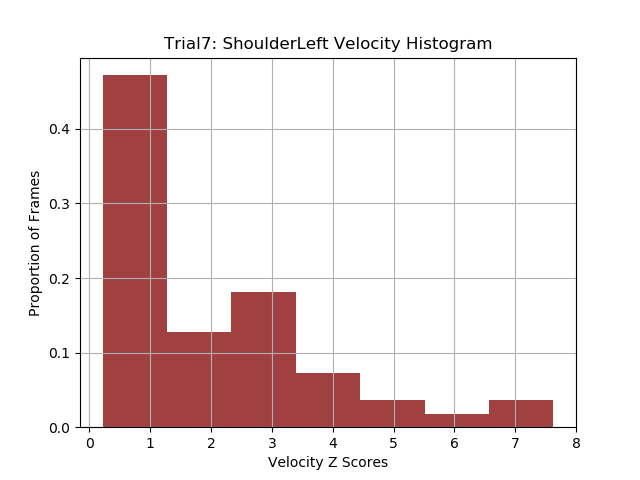 Trial7: ShoulderLeft Velocity Histogram
0.4
0.3
0.2
0.1
0.0
Proportion of Frames
0 1 2 3 4 5 6 7 8
Velocity Z Scores